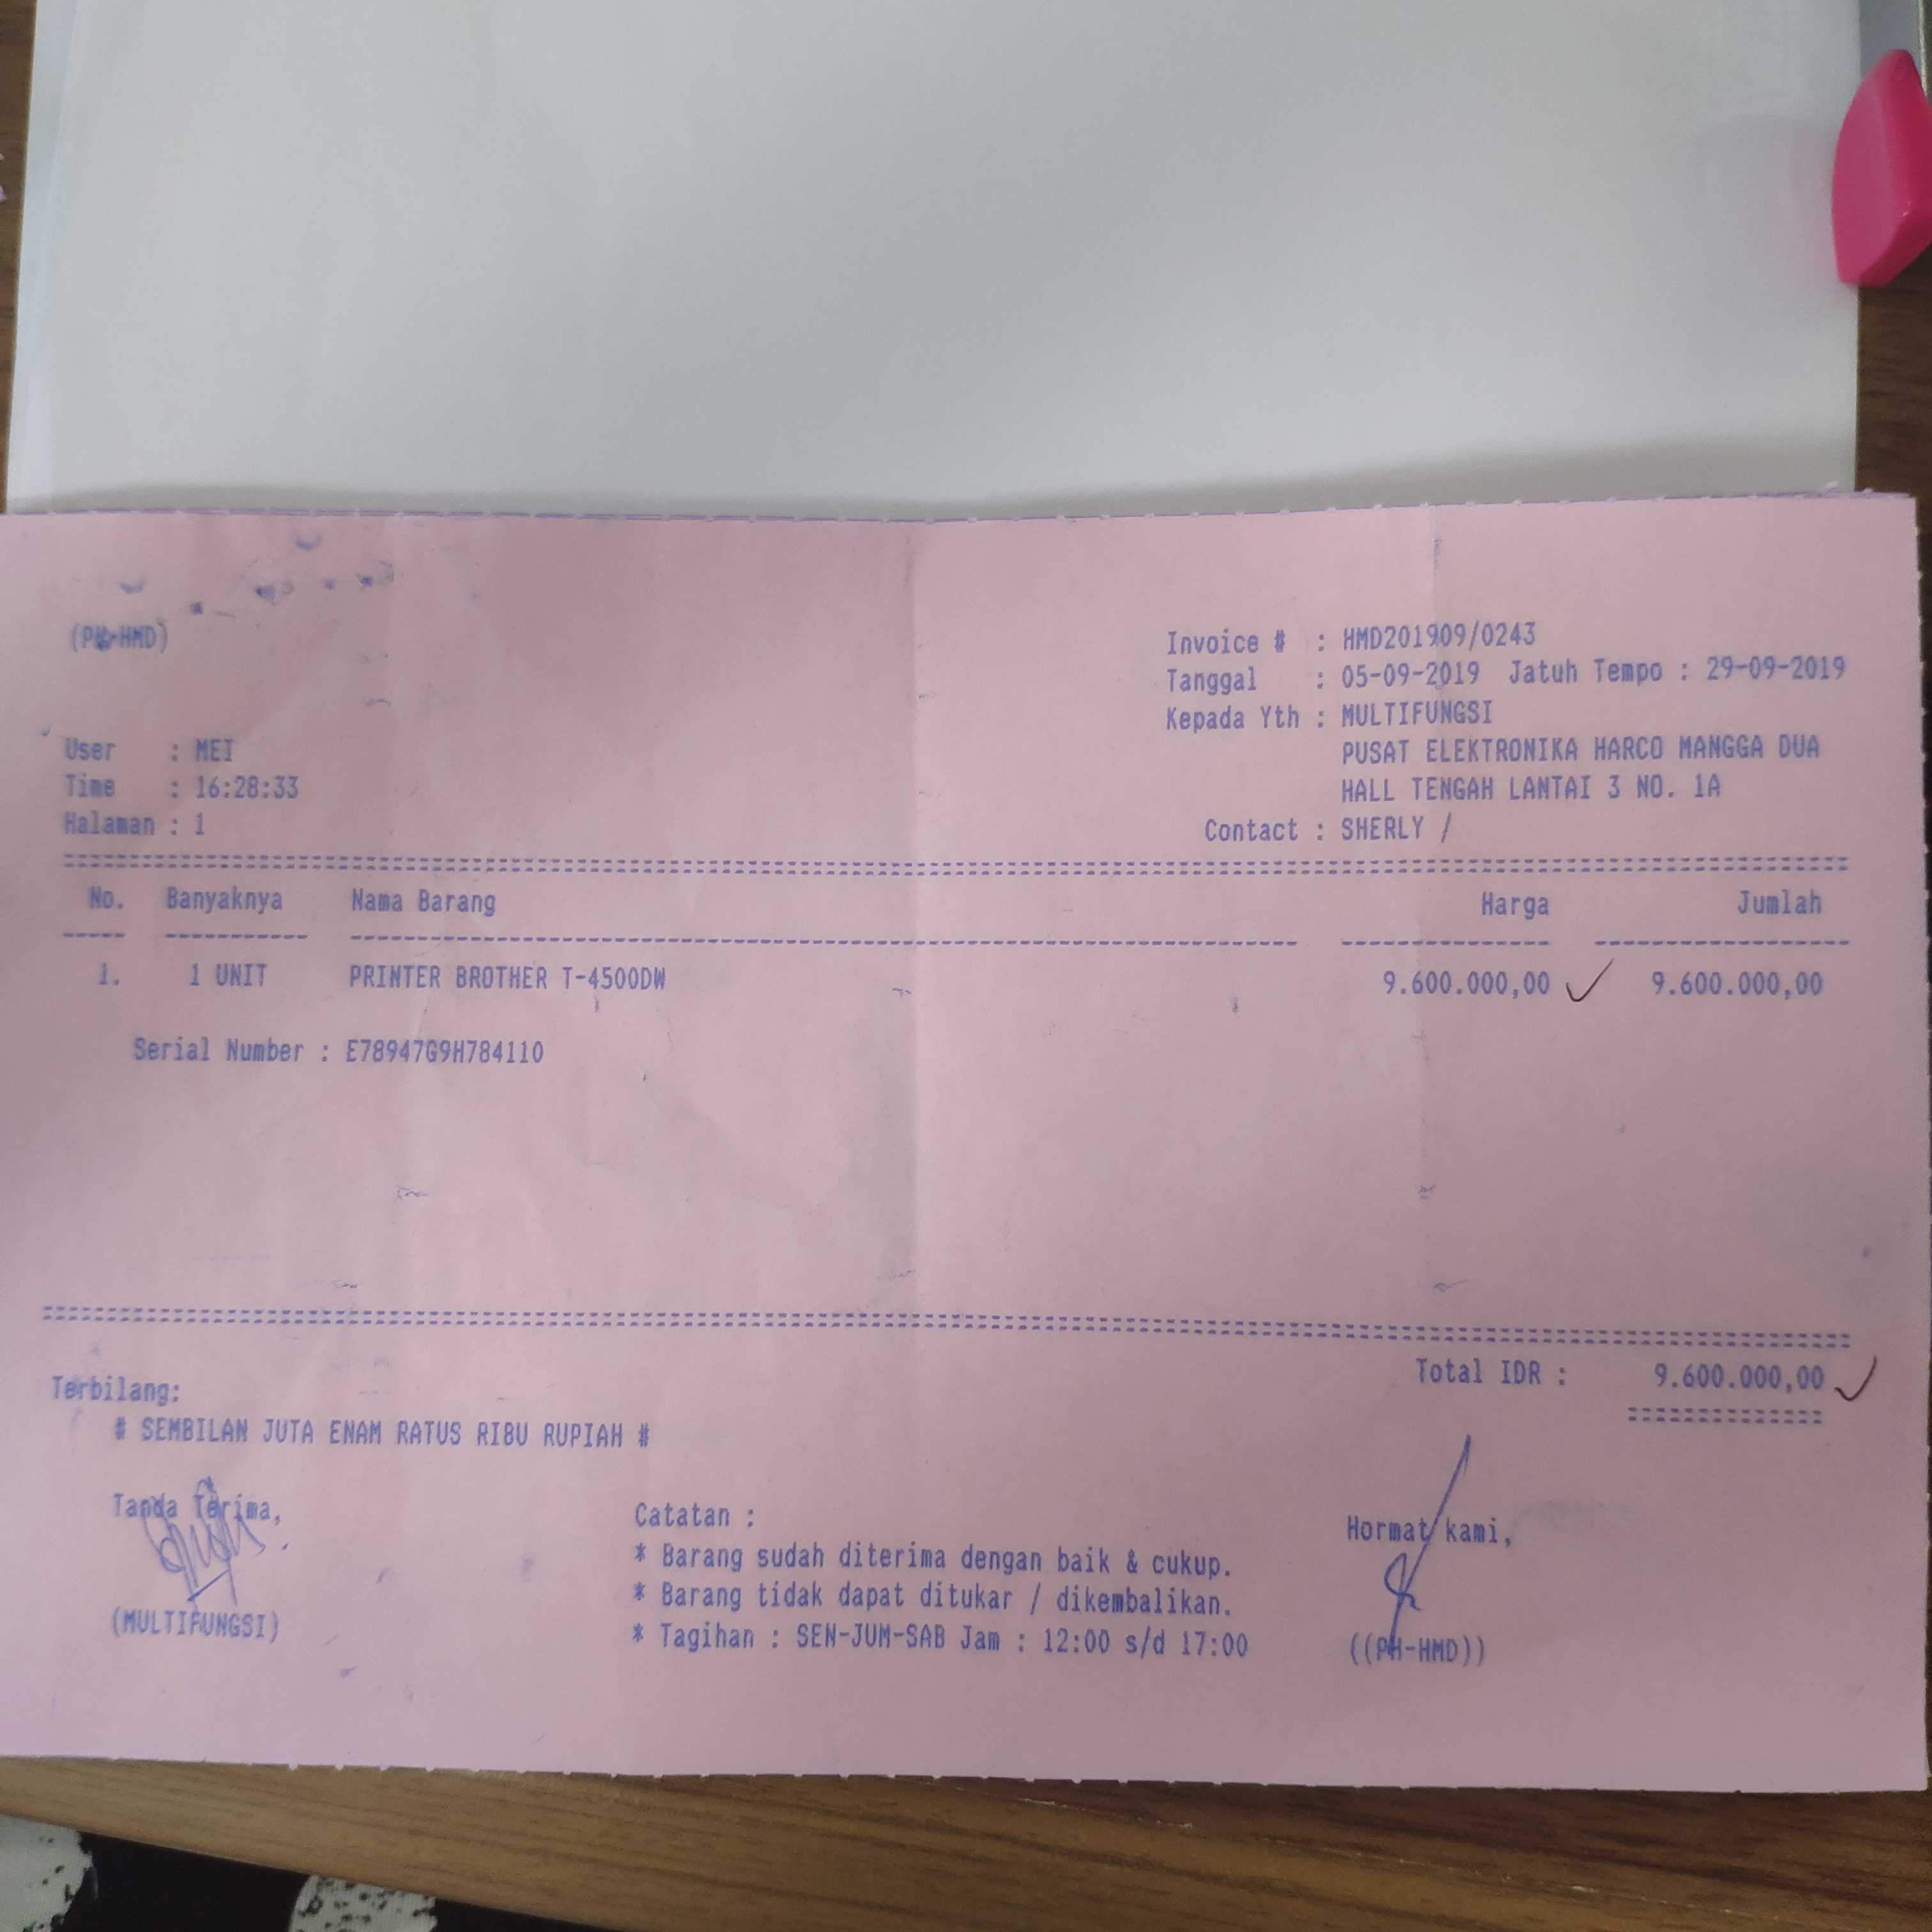 (PH-HMD)
Invoice # : HMD201909/0243
Tanggal : 05-09-2019 Jatuh Tempo : 29-09-2019
Kepada Yth : MULTIFUNGSI
User : MEI
PUSAT ELEKTRONIKA HARCO MANGGA DUA
Time : 16:28:33
HALL TENGAH LANTAI 3 NO. 1A
Halaman : 1
Contact : SHERLY /
No. Banyaknya Nama Barang Harga Jumlah
1. 1 UNIT PRINTER BROTHER T-4500DW 9.600.000,00 9.600.000,00
Serial Number : E78947G9H784110
Total IDR : 9.600.000,00
Terbilang:
# SEMBILAN JUTA ENAM RATUS RIBU RUPIAH #
Tanda Terima,
(MULTIFUNGSI)
Catatan :
* Barang sudah diterima dengan baik & cukup.
* Barang tidak dapat ditukar / dikembalikan.
* Tagihan : SEN-JUM-SAB Jam : 12:00 s/d 17:00
Hormat kami,
((PH-HMD))